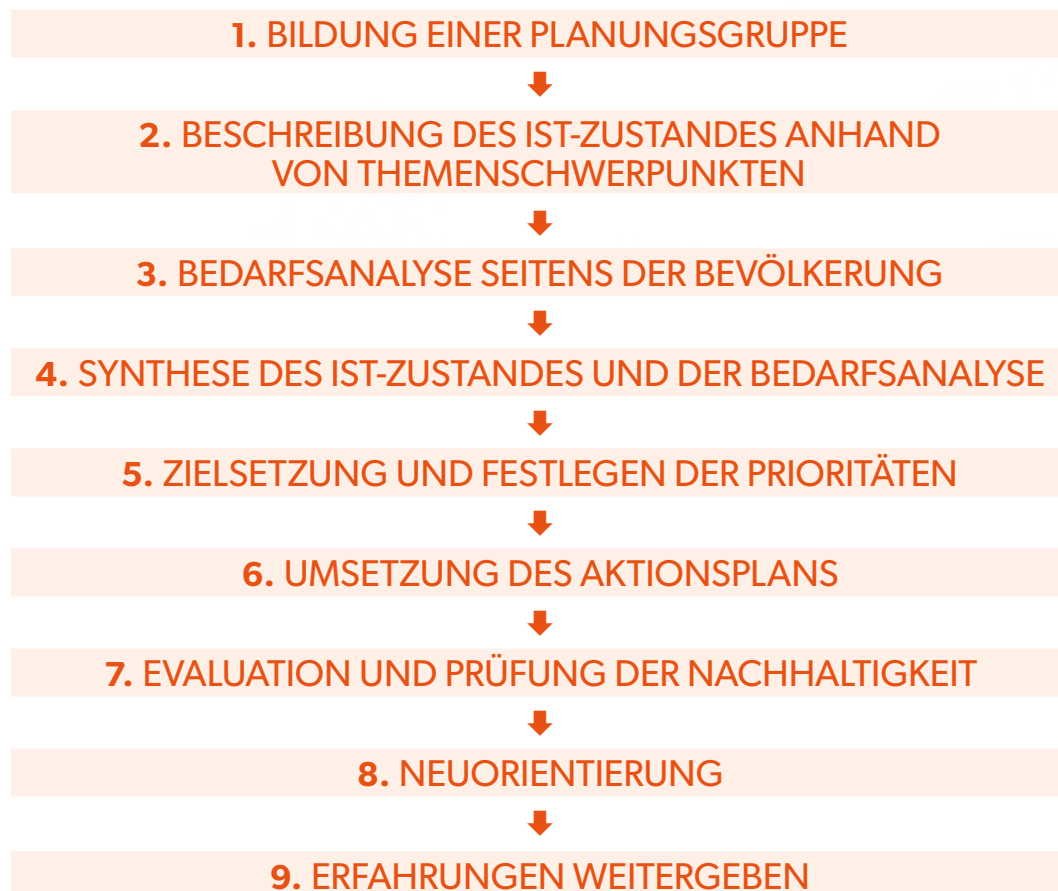 1. BILDUNG EINER PLANUNGSGRUPPE
2. BESCHREIBUNG DES IST-ZUSTANDES ANHAND
VON THEMENSCHWERPUNKTEN
3. BEDARFSANALYSE SEITENS DER BEVÖLKERUNG
4. SYNTHESE DES IST-ZUSTANDES UND DER BEDARFSANALYSE
5. ZIELSETZUNG UND FESTLEGEN DER PRIORITÄTEN
6. UMSETZUNG DES AKTIONSPLANS
7. EVALUATION UND PRÜFUNG DER NACHHALTIGKEIT
8. NEUORIENTIERUNG
9. ERFAHRUNGEN WEITERGEBEN